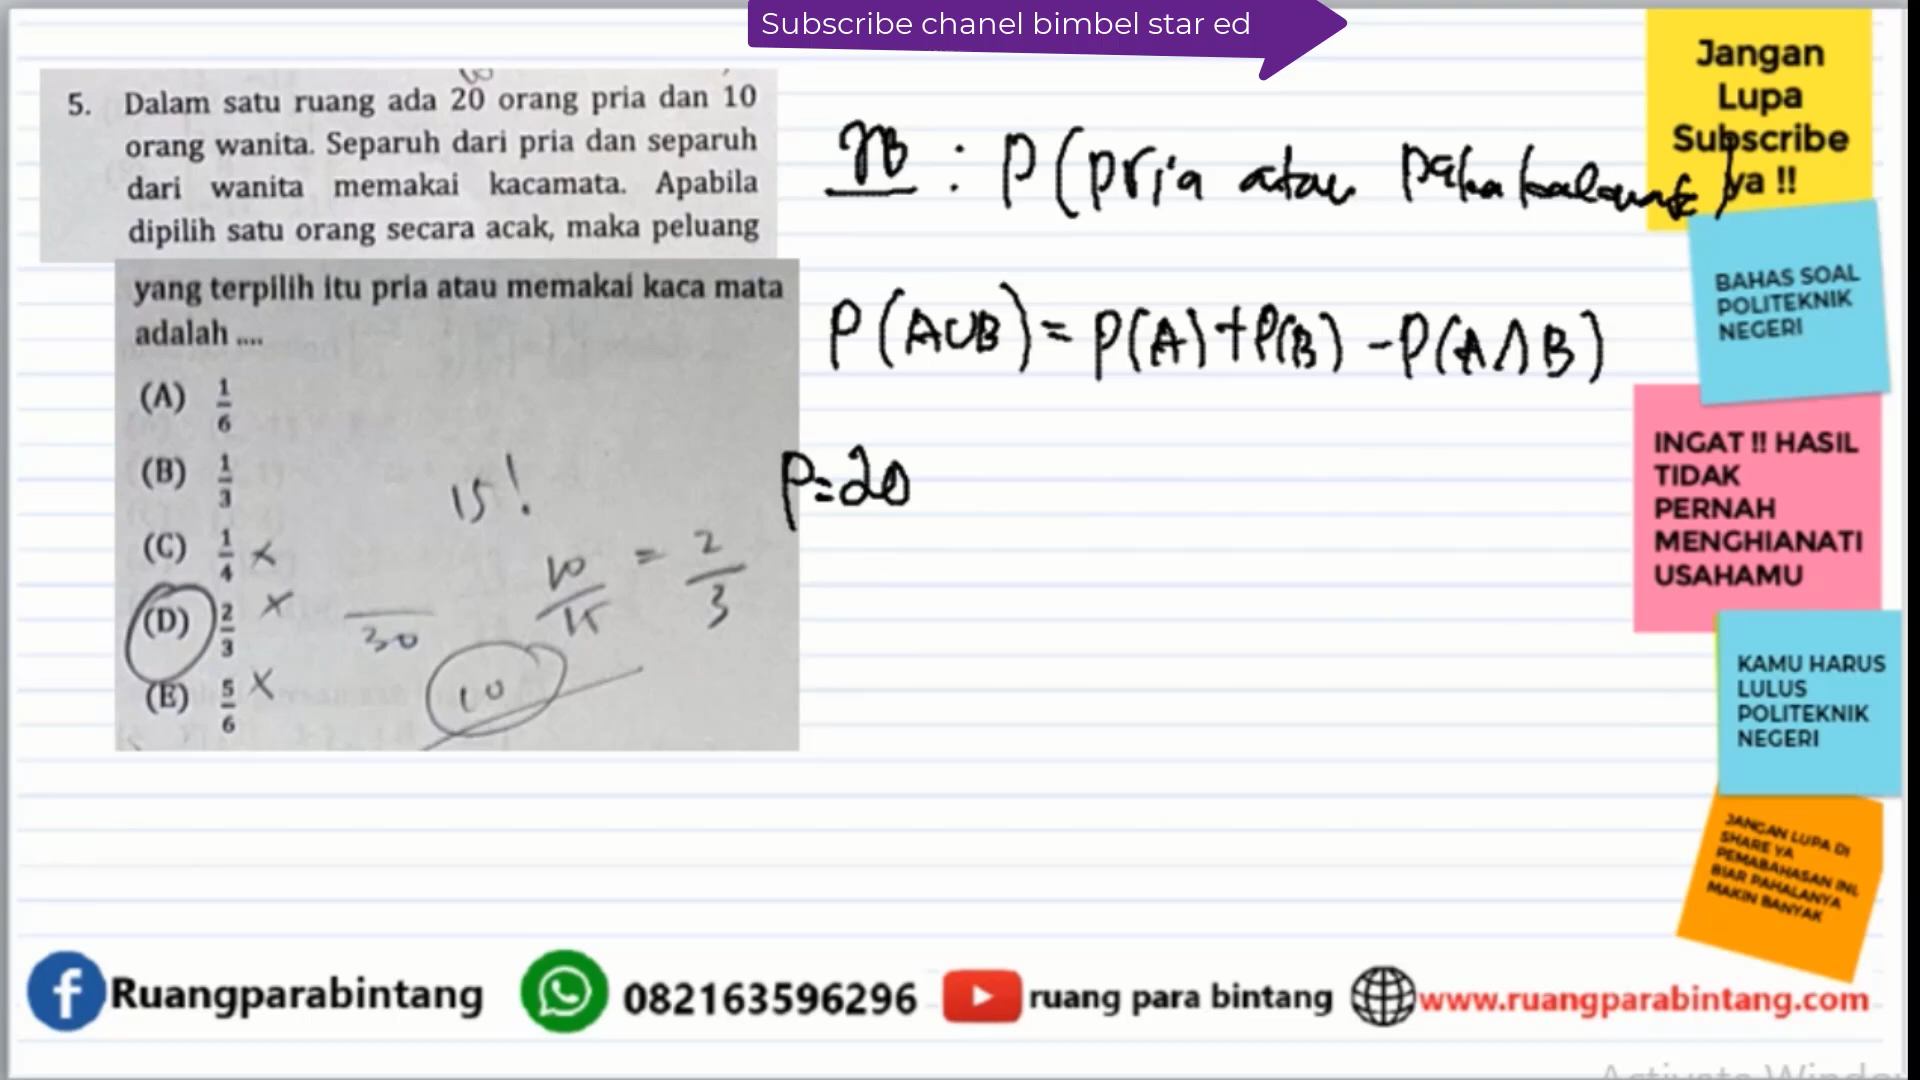 Subscribe chanel bimbel star ed
5. Dalam satu ruang ada 20 orang pria dan 10
orang wanita. Separuh dari pria dan separuh
dari wanita memakai kacamata. Apabila
dipilih satu orang secara acak, maka peluang
yang terpilih itu pria atau memakai kaca mata
adalah ....
(A) 1/6
(B) 1/3
(C) 1/4 ×
(D) 2/3 ×
(E) 5/6 ×
15!
30
10/15 = 2/3
10
: P(pria atau
P(A∪B) = P(A)+P(B) - P(A∩B)
P=20
Jangan
Lupa
Subscribe
ya !!
BAHAS SOAL
POLITEKNIK
NEGERI
INGAT !! HASIL
TIDAK
PERNAH
MENGHIANATI
USAHAMU
KAMU HARUS
LULUS
POLITEKNIK
NEGERI
JANGAN LUPA DI
SHARE YA
PEMABAHASAN INI,
BIAR PAHALANYA
MAKIN BANYAK
Ruangparabintang
082163596296
ruang para bintang
www.ruangparabintang.com